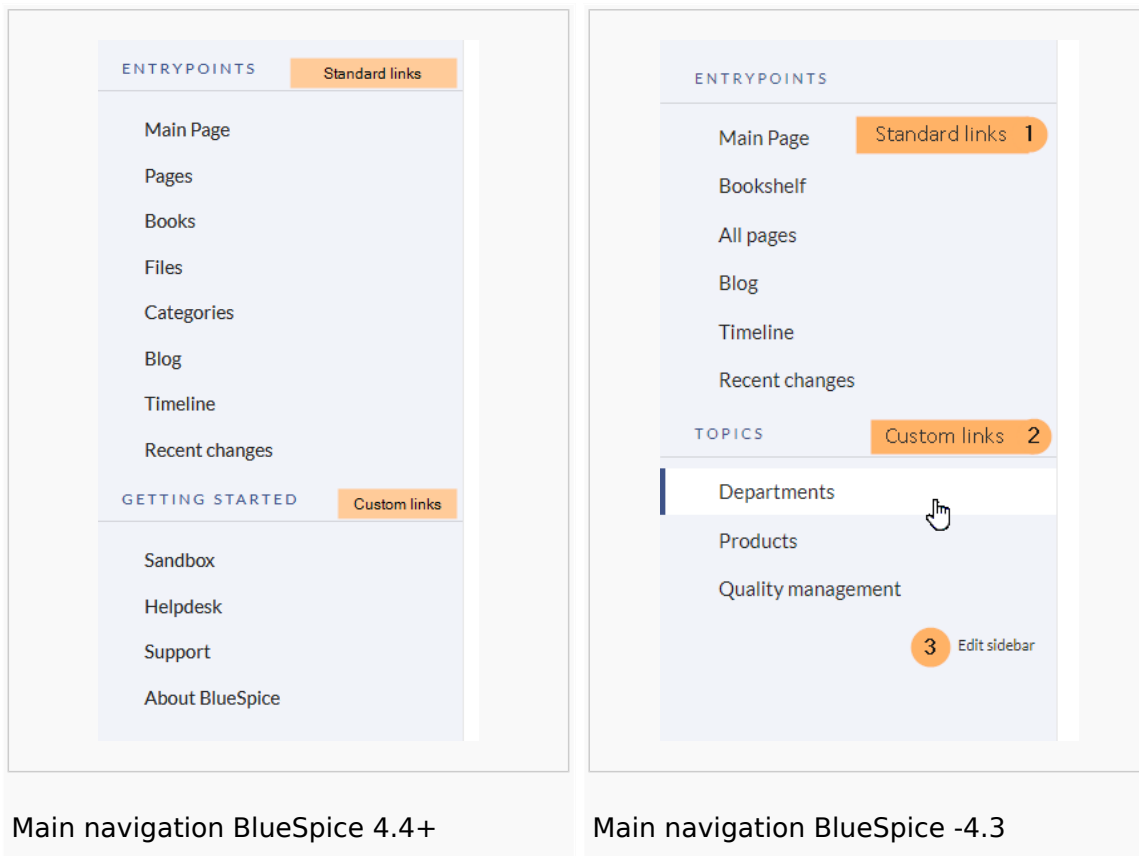 ENTRYPOINTS Standard links
Main Page
Pages
Books
Files
Categories
Blog
Timeline
Recent changes
GETTING STARTED Custom links
Sandbox
Helpdesk
Support
About BlueSpice
Main navigation BlueSpice 4.4+
ENTRYPOINTS
Main Page Standard links 1
Bookshelf
All pages
Blog
Timeline
Recent changes
TOPICS Custom links 2
Departments
Products
Quality management
3 Edit sidebar
Main navigation BlueSpice -4.3